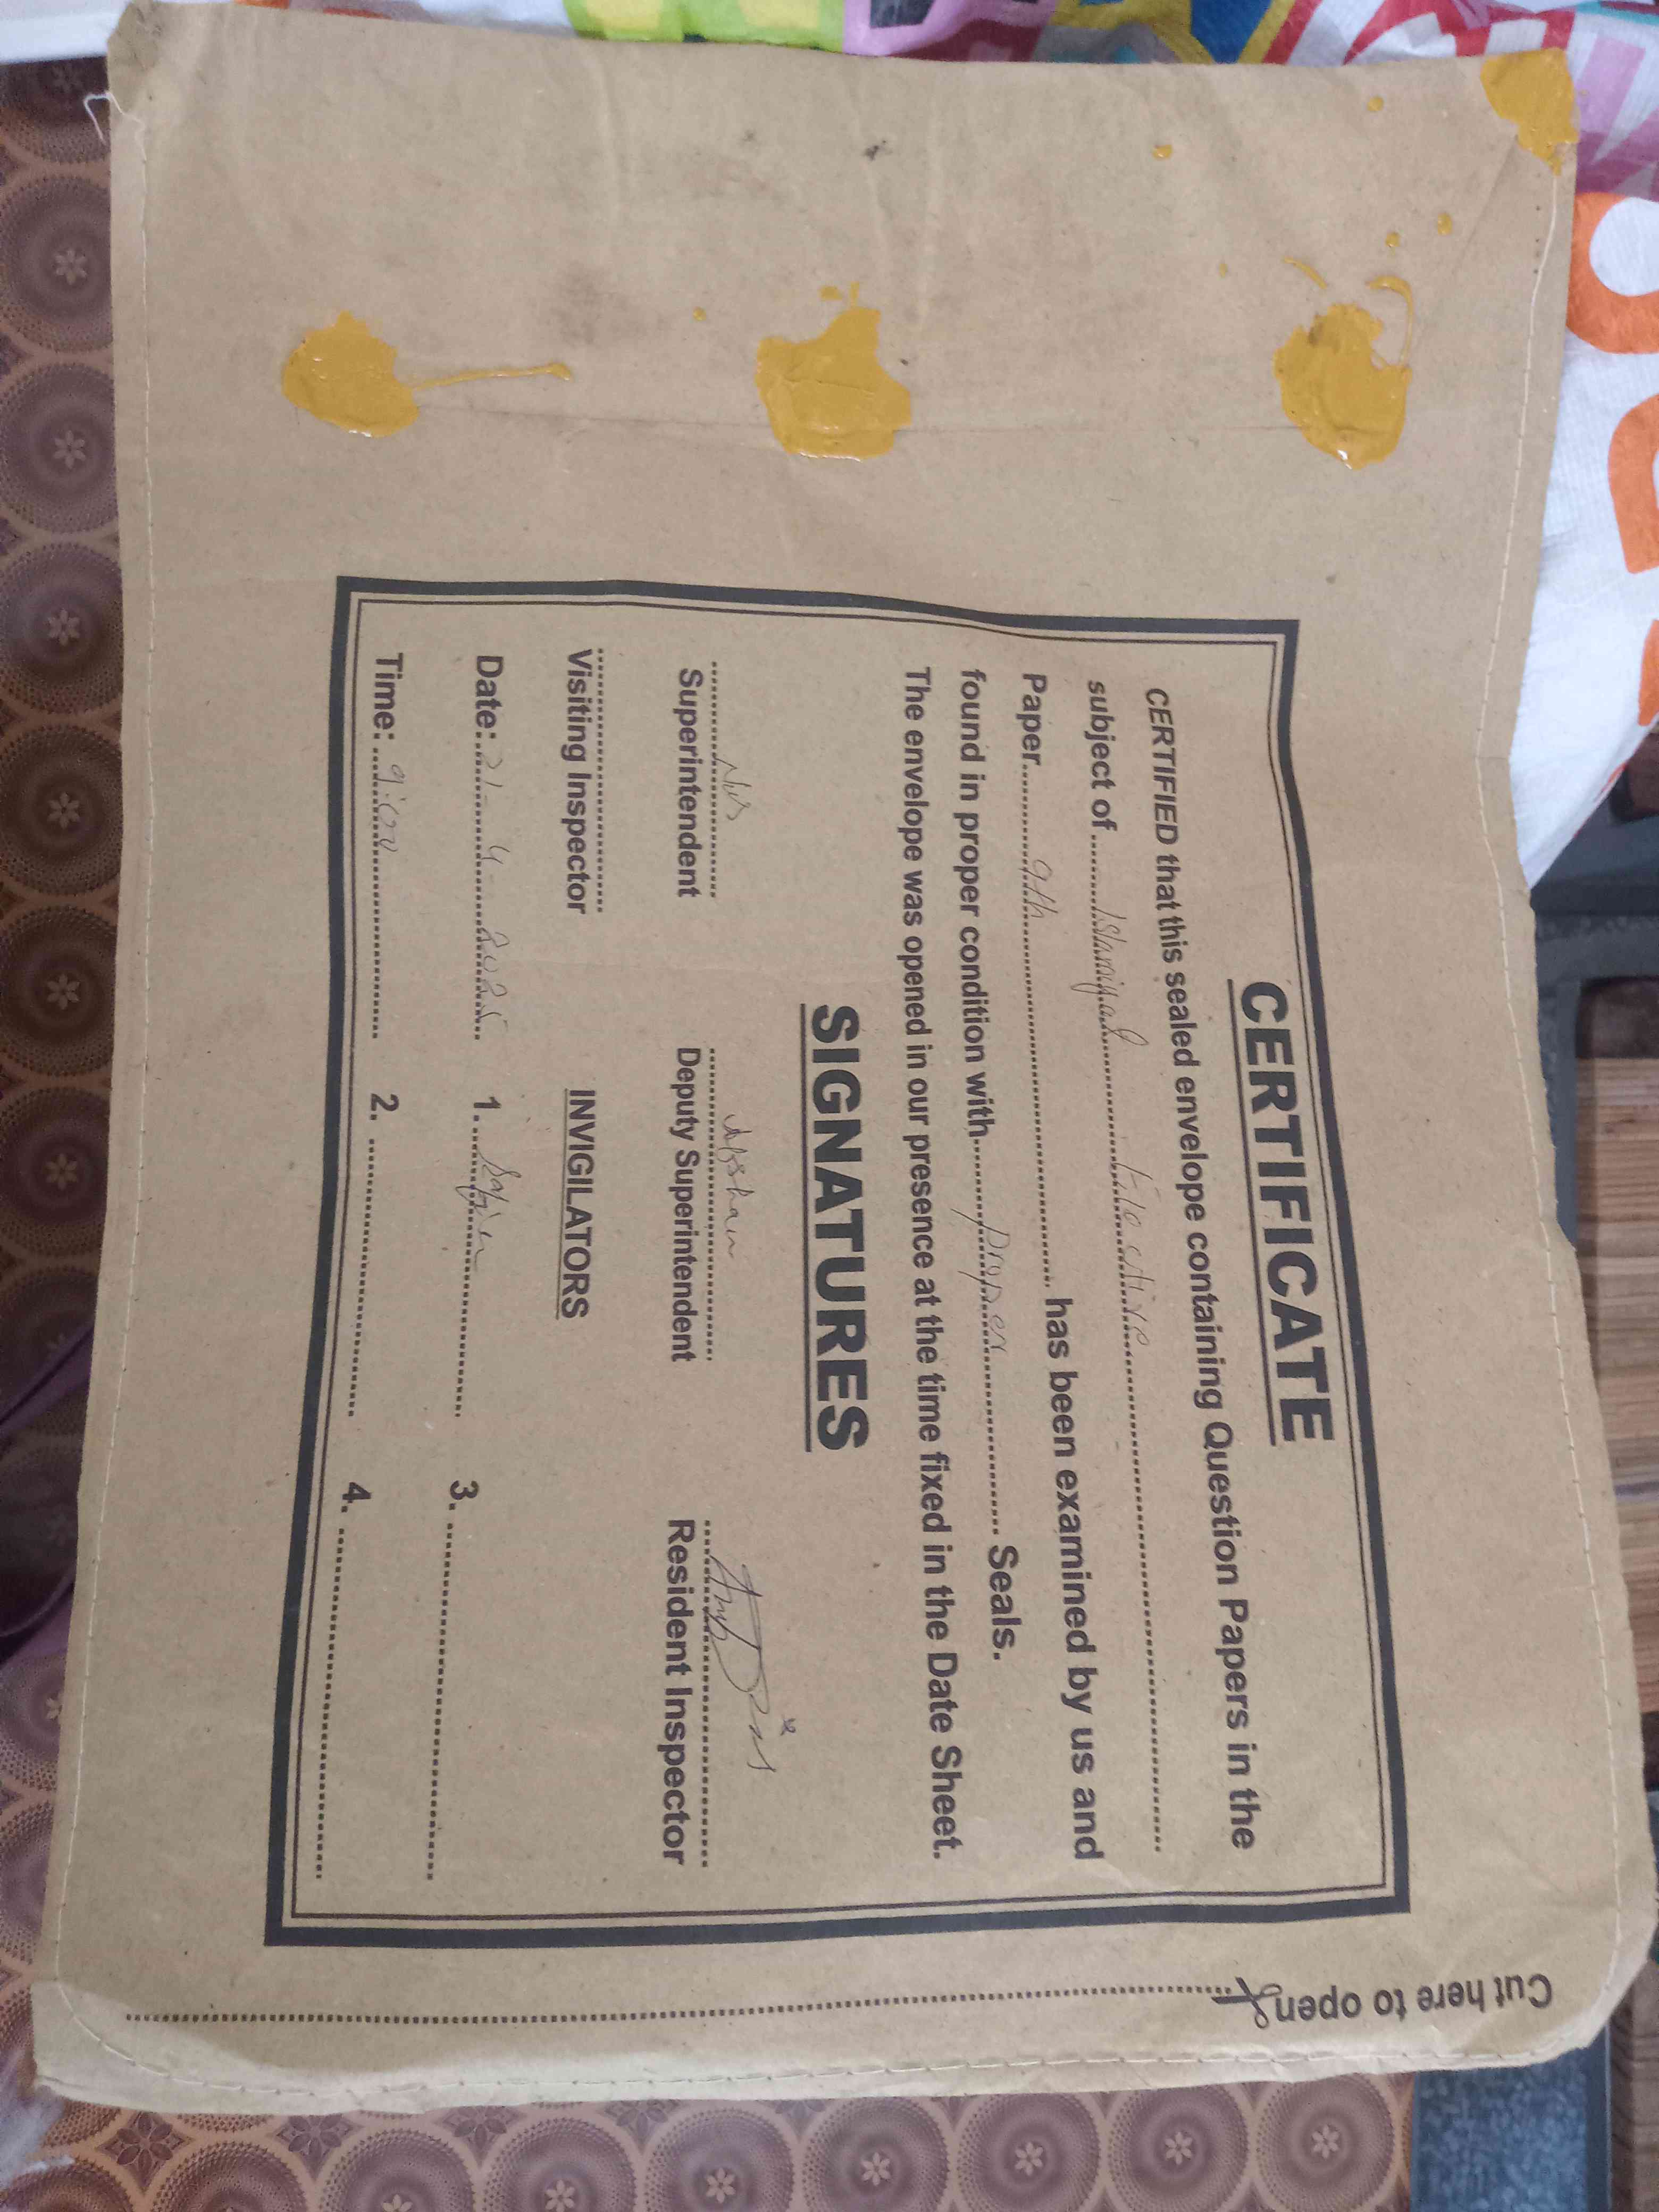 CERTIFICATE
CERTIFIED that this sealed envelope containing Question Papers in the
subject of Islamiyat Elective
Paper 9th has been examined by us and
found in proper condition with proper Seals.
The envelope was opened in our presence at the time fixed in the Date Sheet.
SIGNATURES
Afshan
Superintendent Deputy Superintendent Resident Inspector
Visiting Inspector INVIGILATORS
Date: 21-4-2025 1. 3.
Time: 9:00 2. 4.
Cut here to open